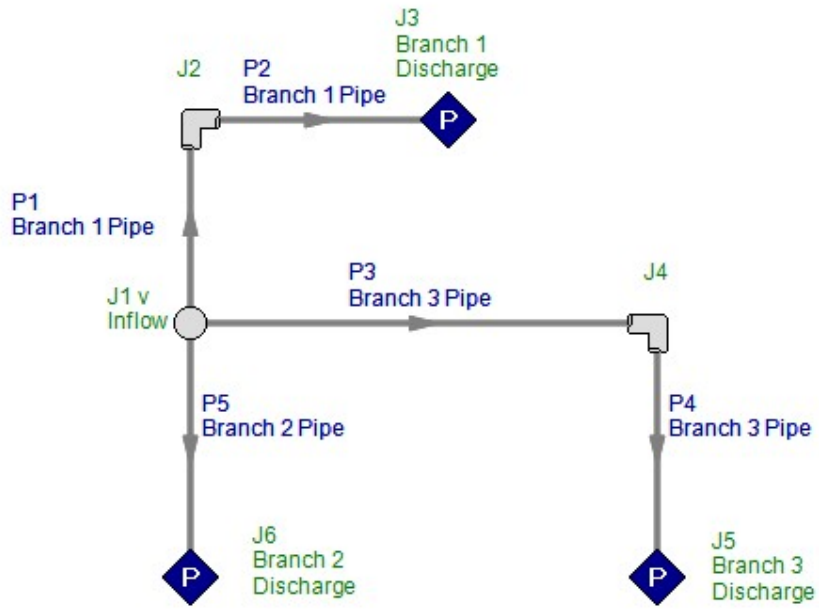 J3
Branch 1
Discharge
J2
P2
Branch 1 Pipe
P
P1
Branch 1 Pipe
J1 v
Inflow
P3
Branch 3 Pipe
J4
P5
Branch 2 Pipe
P4
Branch 3 Pipe
J6
Branch 2
Discharge
P
J5
Branch 3
Discharge
P